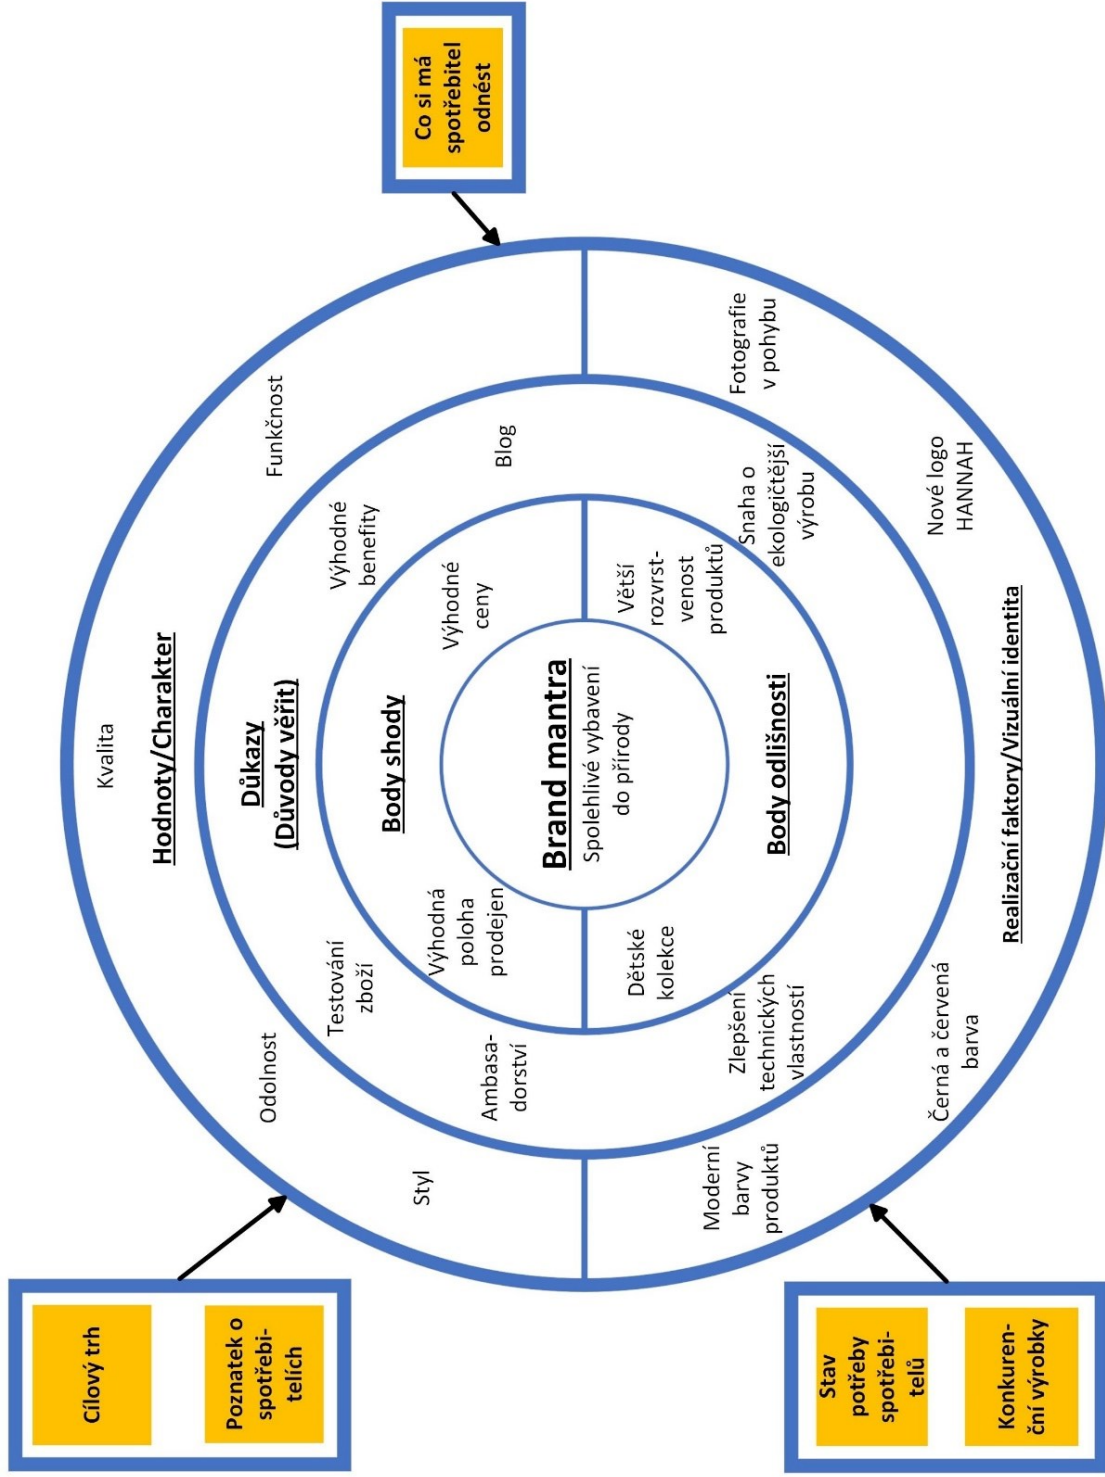 Cílový trh
Poznatek o
spotřebi-
telích
Co si má
spotřebitel
odnést
Kvalita
Hodnoty/Charakter
Odolnost
Funkčnost
Styl
Důkazy
(Důvody věřit)
Testování
zboží
Výhodné
benefity
Ambasa-
dorství
Blog
Body shody
Výhodná
poloha
prodejen
Výhodné
ceny
Brand mantra
Spolehlivé vybavení
do přírody
Dětské
kolekce
Větší
rozvrst-
venost
produktů
Body odlišnosti
Zlepšení
technických
vlastností
Snaha o
ekologičtější
výrobu
Moderní
barvy
produktů
Fotografie
v pohybu
Černá a červená
barva
Nové logo
HANNAH
Realizační faktory/Vizuální identita
Stav
potřeby
spotřebi-
telů
Konkuren-
ční výrobky